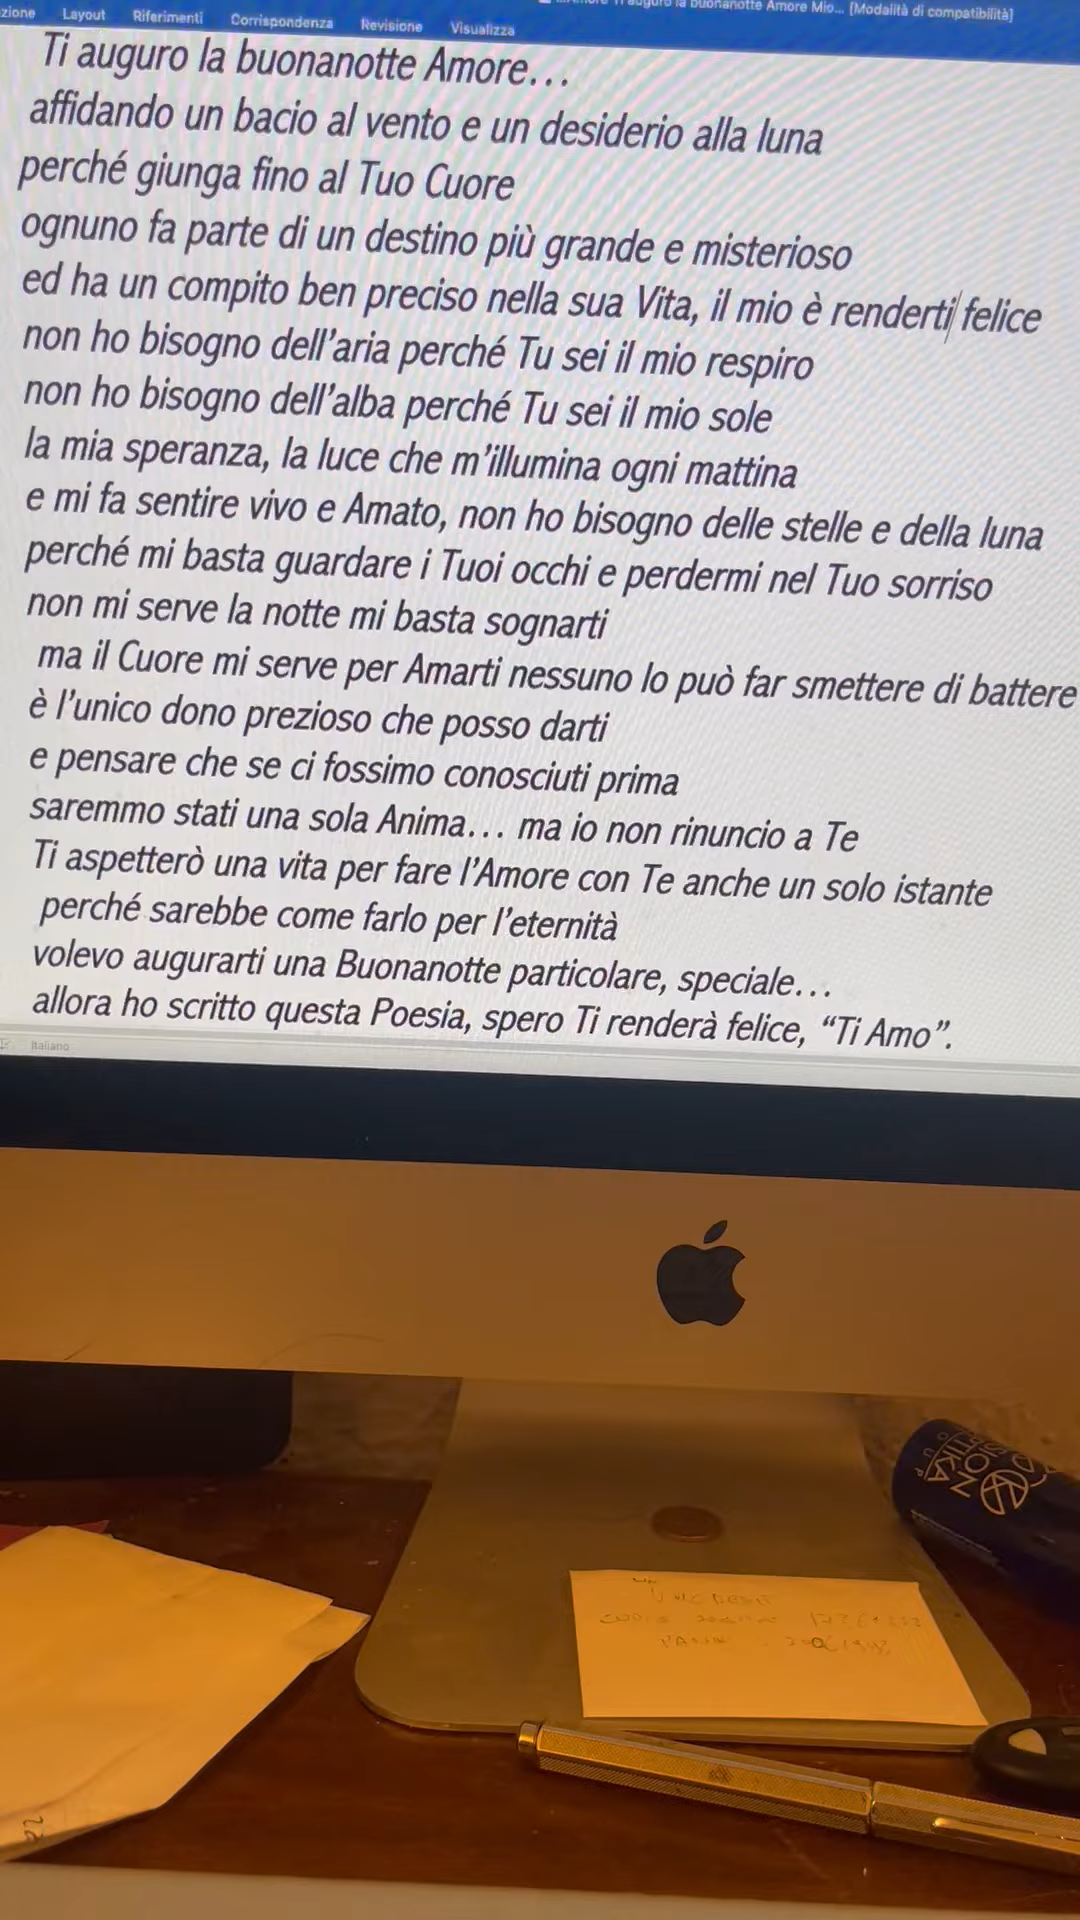 zione Layout Riferimenti Corrispondenza Revisione Visualizza
Ti auguro la buonanotte Amore Mio... [Modalità di compatibilità]
Ti auguro la buonanotte Amore…
affidando un bacio al vento e un desiderio alla luna
perché giunga fino al Tuo Cuore
ognuno fa parte di un destino più grande e misterioso
ed ha un compito ben preciso nella sua Vita, il mio è renderti felice
non ho bisogno dell’aria perché Tu sei il mio respiro
non ho bisogno dell’alba perché Tu sei il mio sole
la mia speranza, la luce che m’illumina ogni mattina
e mi fa sentire vivo e Amato, non ho bisogno delle stelle e della luna
perché mi basta guardare i Tuoi occhi e perdermi nel Tuo sorriso
non mi serve la notte mi basta sognarti
ma il Cuore mi serve per Amarti nessuno lo può far smettere di battere
è l’unico dono prezioso che posso darti
e pensare che se ci fossimo conosciuti prima
saremmo stati una sola Anima… ma io non rinuncio a Te
Ti aspetterò una vita per fare l’Amore con Te anche un solo istante
perché sarebbe come farlo per l’eternità
volevo augurarti una Buonanotte particolare, speciale…
allora ho scritto questa Poesia, spero Ti renderà felice, “Ti Amo”.
Italiano